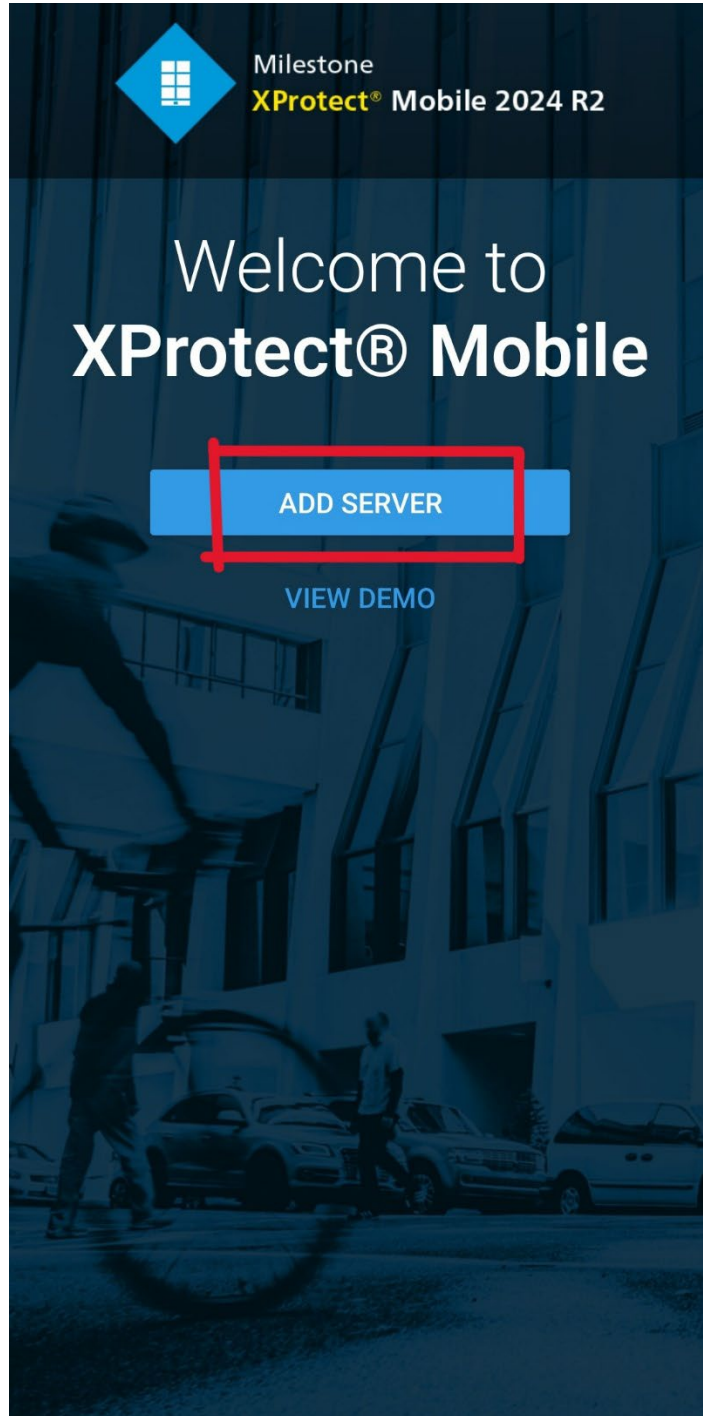 Milestone
XProtect® Mobile 2024 R2
Welcome to
XProtect® Mobile
ADD SERVER
VIEW DEMO